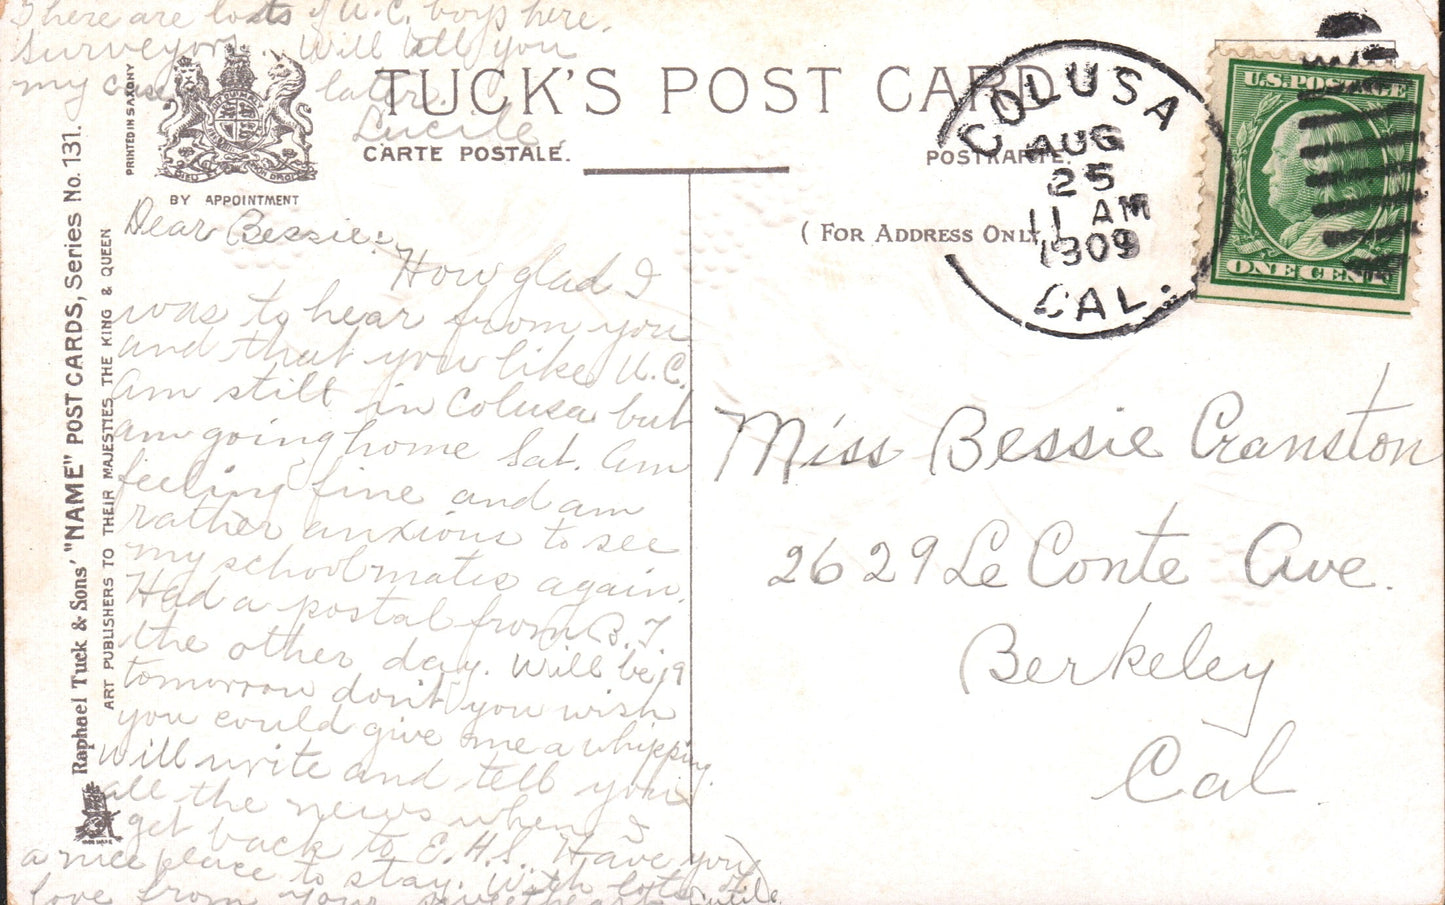 There are lots of U.C. boys here.
Surveyors. Will tell you
my case later.
Lucile
PRINTED IN SAXONY
BY APPOINTMENT
TUCK'S POST CARD
CARTE POSTALE.
POSTKARTE.
(FOR ADDRESS ONLY
COLUSA
AUG
25
11 AM
1909
CAL.
U.S. POSTAGE
ONE CENT
Raphael Tuck & Sons' "NAME" POST CARDS, Series No. 131.
ART PUBLISHERS TO THEIR MAJESTIES THE KING & QUEEN
Dear Bessie:
How glad I
was to hear from you
and that you like U.C.
Am still in Colusa but
am going home Sat. Am
feeling fine and am
rather anxious to see
my schoolmates again.
Had a postal from B. T.
the other day. Will be 19
tomorrow don't you wish
you could give me a whipping.
Will write and tell you
all the news when I
get back to E.H.S. Have you
a nice place to stay. With lots of
love from your sweetheart Lucile
Miss Bessie Cranston
2629 Le Conte Ave.
Berkeley
Cal.